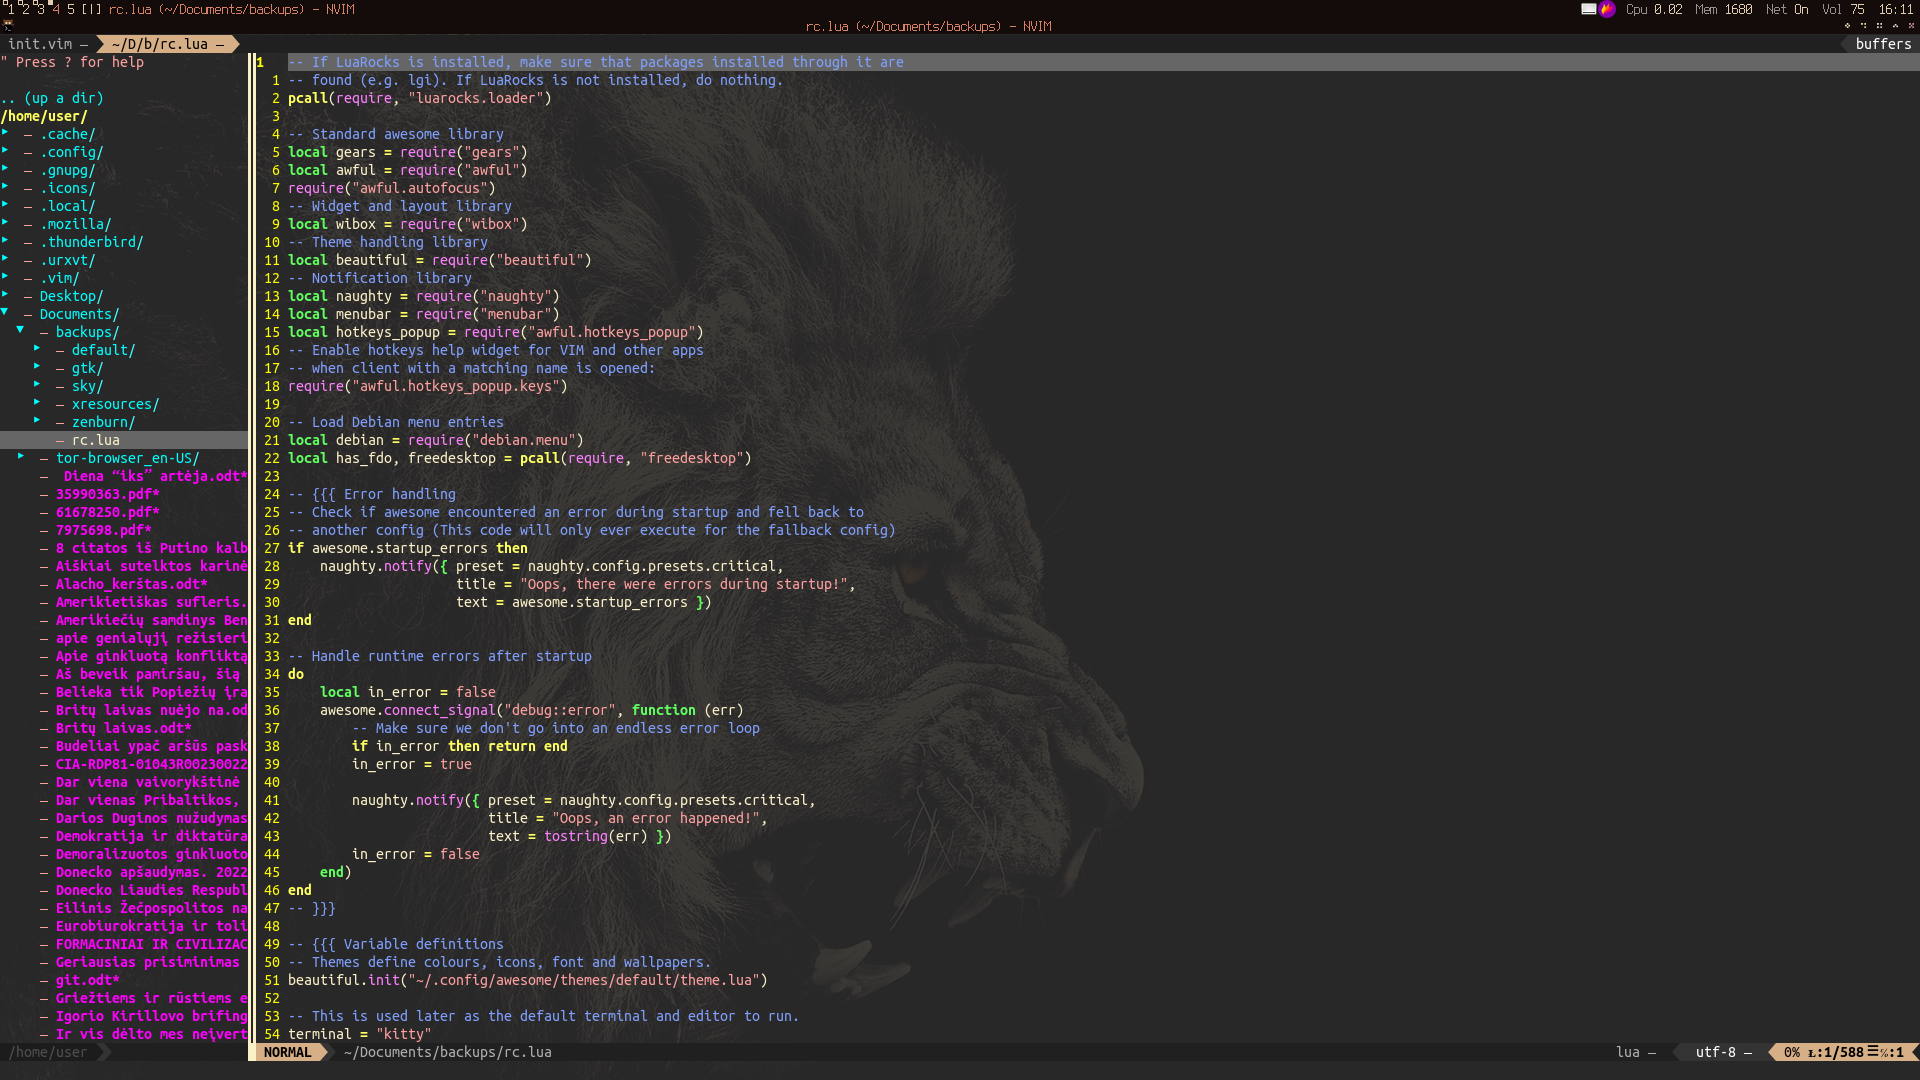 1 2 3 4 5 [|] rc.lua (~/Documents/backups) - NVIM
Cpu 0.02 Mem 1680 Net On Vol 75 16:11
rc.lua (~/Documents/backups) - NVIM
init.vim – ~/D/b/rc.lua –
buffers
" Press ? for help
.. (up a dir)
/home/user/
▸ – .cache/
▸ – .config/
▸ – .gnupg/
▸ – .icons/
▸ – .local/
▸ – .mozilla/
▸ – .thunderbird/
▸ – .urxvt/
▸ – .vim/
▸ – Desktop/
▾ – Documents/
▾ – backups/
▸ – default/
▸ – gtk/
▸ – sky/
▸ – xresources/
▸ – zenburn/
– rc.lua
▸ – tor-browser_en-US/
– Diena “iks” artėja.odt*
– 35990363.pdf*
– 61678250.pdf*
– 7975698.pdf*
– 8 citatos iš Putino kalb
– Aiškiai sutelktos karinė
– Alacho_kerštas.odt*
– Amerikietiškas sufleris.
– Amerikiečių samdinys Ben
– apie genialųjį režisieri
– Apie ginkluotą konfliktą
– Aš beveik pamiršau, šią
– Belieka tik Popiežių įra
– Britų laivas nuėjo na.od
– Britų laivas.odt*
– Budeliai ypač aršūs pask
– CIA-RDP81-01043R00230022
– Dar viena vaivorykštinė
– Dar vienas Pribaltikos,
– Darios Duginos nužudymas
– Demokratija ir diktatūra
– Demoralizuotos ginkluoto
– Donecko apšaudymas. 2022
– Donecko Liaudies Respubl
– Eilinis Žečpospolitos na
– Eurobiurokratija ir toli
– FORMACINIAI IR CIVILIZAC
– Geriausias prisiminimas
– git.odt*
– Griežtiems ir rūstiems e
– Igorio Kirillovo brifing
– Ir vis dėlto mes neįvert
/home/user
1 -- If LuaRocks is installed, make sure that packages installed through it are
1 -- found (e.g. lgi). If LuaRocks is not installed, do nothing.
2 pcall(require, "luarocks.loader")
3
4 -- Standard awesome library
5 local gears = require("gears")
6 local awful = require("awful")
7 require("awful.autofocus")
8 -- Widget and layout library
9 local wibox = require("wibox")
10 -- Theme handling library
11 local beautiful = require("beautiful")
12 -- Notification library
13 local naughty = require("naughty")
14 local menubar = require("menubar")
15 local hotkeys_popup = require("awful.hotkeys_popup")
16 -- Enable hotkeys help widget for VIM and other apps
17 -- when client with a matching name is opened:
18 require("awful.hotkeys_popup.keys")
19
20 -- Load Debian menu entries
21 local debian = require("debian.menu")
22 local has_fdo, freedesktop = pcall(require, "freedesktop")
23
24 -- {{{ Error handling
25 -- Check if awesome encountered an error during startup and fell back to
26 -- another config (This code will only ever execute for the fallback config)
27 if awesome.startup_errors then
28     naughty.notify({ preset = naughty.config.presets.critical,
29                      title = "Oops, there were errors during startup!",
30                      text = awesome.startup_errors })
31 end
32
33 -- Handle runtime errors after startup
34 do
35     local in_error = false
36     awesome.connect_signal("debug::error", function (err)
37         -- Make sure we don't go into an endless error loop
38         if in_error then return end
39         in_error = true
40
41         naughty.notify({ preset = naughty.config.presets.critical,
42                          title = "Oops, an error happened!",
43                          text = tostring(err) })
44         in_error = false
45     end)
46 end
47 -- }}}
48
49 -- {{{ Variable definitions
50 -- Themes define colours, icons, font and wallpapers.
51 beautiful.init("~/.config/awesome/themes/default/theme.lua")
52
53 -- This is used later as the default terminal and editor to run.
54 terminal = "kitty"
NORMAL ~/Documents/backups/rc.lua
lua – utf-8 – 0% Ł:1/588☰℅:1